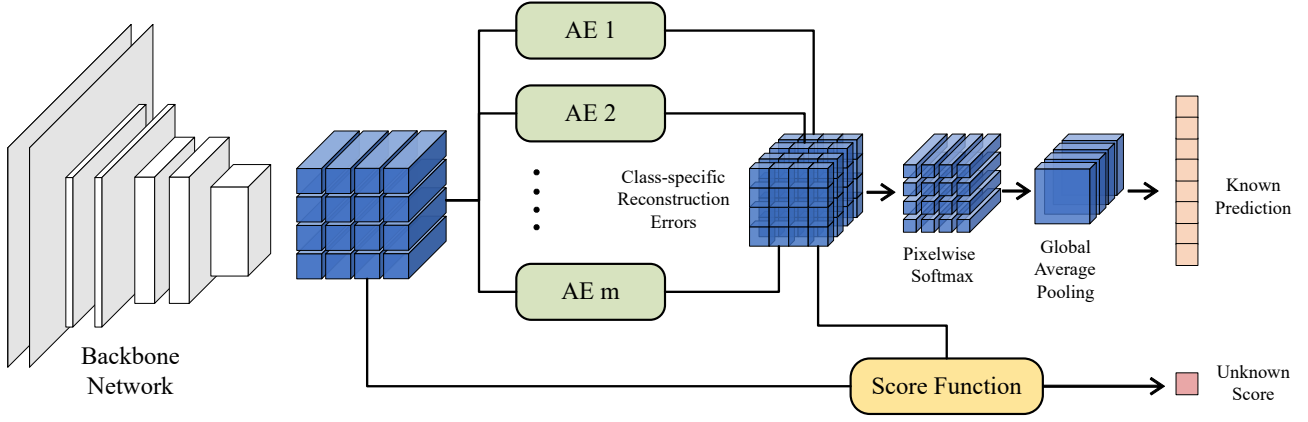 AE 1
AE 2
Class-specific
Reconstruction
Errors
AE m
Backbone
Network
Pixelwise
Softmax
Global
Average
Pooling
Known
Prediction
Score Function
Unknown
Score